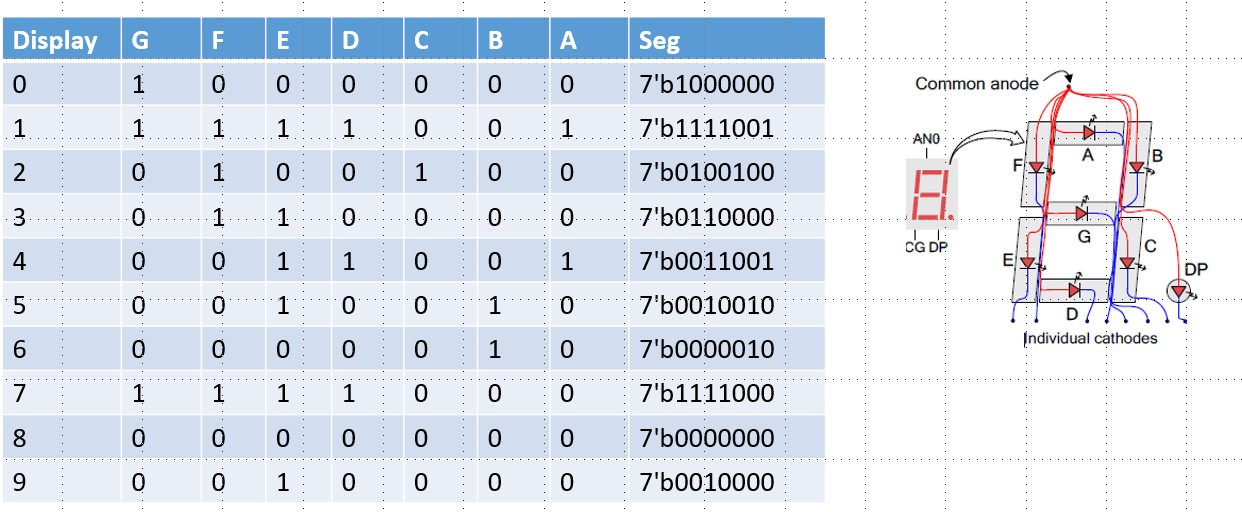 Display G F E D C B A Seg
0 1 0 0 0 0 0 0 7'b1000000
1 1 1 1 1 0 0 1 7'b1111001
2 0 1 0 0 1 0 0 7'b0100100
3 0 1 1 0 0 0 0 7'b0110000
4 0 0 1 1 0 0 1 7'b0011001
5 0 0 1 0 0 1 0 7'b0010010
6 0 0 0 0 0 1 0 7'b0000010
7 1 1 1 1 0 0 0 7'b1111000
8 0 0 0 0 0 0 0 7'b0000000
9 0 0 1 0 0 0 0 7'b0010000
Common anode
AN0
CG DP
A
F
B
G
E
C
D
DP
Individual cathodes